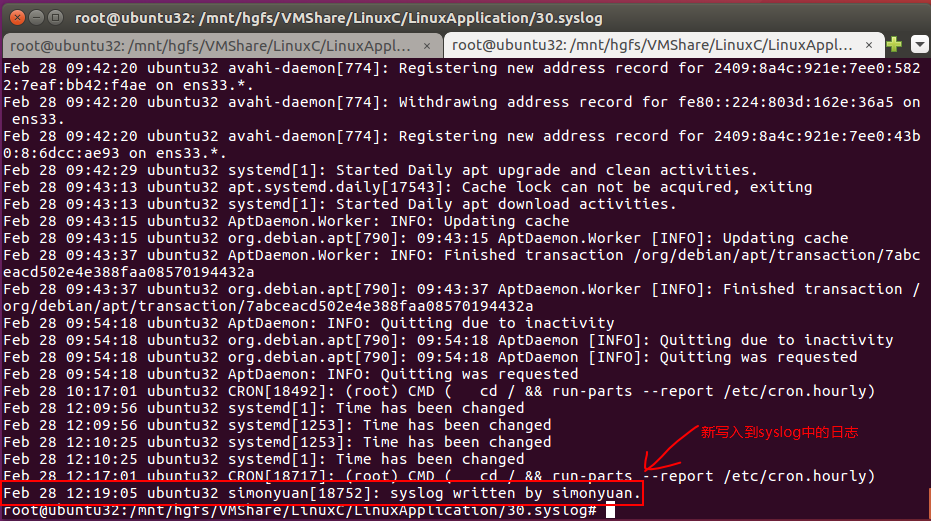 root@ubuntu32: /mnt/hgfs/VMShare/LinuxC/LinuxApplication/30.syslog
root@ubuntu32: /mnt/hgfs/VMShare/LinuxC/LinuxAppl... × root@ubuntu32: /mnt/hgfs/VMShare/LinuxC/LinuxAppl... ×
Feb 28 09:42:20 ubuntu32 avahi-daemon[774]: Registering new address record for 2409:8a4c:921e:7ee0:582
2:7eaf:bb42:f4ae on ens33.*.
Feb 28 09:42:20 ubuntu32 avahi-daemon[774]: Withdrawing address record for fe80::224:803d:162e:36a5 on
 ens33.
Feb 28 09:42:20 ubuntu32 avahi-daemon[774]: Registering new address record for 2409:8a4c:921e:7ee0:43b
0:8:6dcc:ae93 on ens33.*.
Feb 28 09:42:29 ubuntu32 systemd[1]: Started Daily apt upgrade and clean activities.
Feb 28 09:43:13 ubuntu32 apt.systemd.daily[17543]: Cache lock can not be acquired, exiting
Feb 28 09:43:13 ubuntu32 systemd[1]: Started Daily apt download activities.
Feb 28 09:43:15 ubuntu32 AptDaemon.Worker: INFO: Updating cache
Feb 28 09:43:15 ubuntu32 org.debian.apt[790]: 09:43:15 AptDaemon.Worker [INFO]: Updating cache
Feb 28 09:43:37 ubuntu32 AptDaemon.Worker: INFO: Finished transaction /org/debian/apt/transaction/7abc
eacd502e4e388faa08570194432a
Feb 28 09:43:37 ubuntu32 org.debian.apt[790]: 09:43:37 AptDaemon.Worker [INFO]: Finished transaction /
org/debian/apt/transaction/7abceacd502e4e388faa08570194432a
Feb 28 09:54:18 ubuntu32 AptDaemon: INFO: Quitting due to inactivity
Feb 28 09:54:18 ubuntu32 org.debian.apt[790]: 09:54:18 AptDaemon [INFO]: Quitting due to inactivity
Feb 28 09:54:18 ubuntu32 org.debian.apt[790]: 09:54:18 AptDaemon [INFO]: Quitting was requested
Feb 28 09:54:18 ubuntu32 AptDaemon: INFO: Quitting was requested
Feb 28 10:17:01 ubuntu32 CRON[18492]: (root) CMD (   cd / && run-parts --report /etc/cron.hourly)
Feb 28 12:09:56 ubuntu32 systemd[1]: Time has been changed
Feb 28 12:09:56 ubuntu32 systemd[1253]: Time has been changed
Feb 28 12:10:25 ubuntu32 systemd[1253]: Time has been changed
Feb 28 12:10:25 ubuntu32 systemd[1]: Time has been changed
新写入到syslog中的日志
Feb 28 12:17:01 ubuntu32 CRON[18717]: (root) CMD (   cd / && run-parts --report /etc/cron.hourly)
Feb 28 12:19:05 ubuntu32 simonyuan[18752]: syslog written by simonyuan.
root@ubuntu32:/mnt/hgfs/VMShare/LinuxC/LinuxApplication/30.syslog#